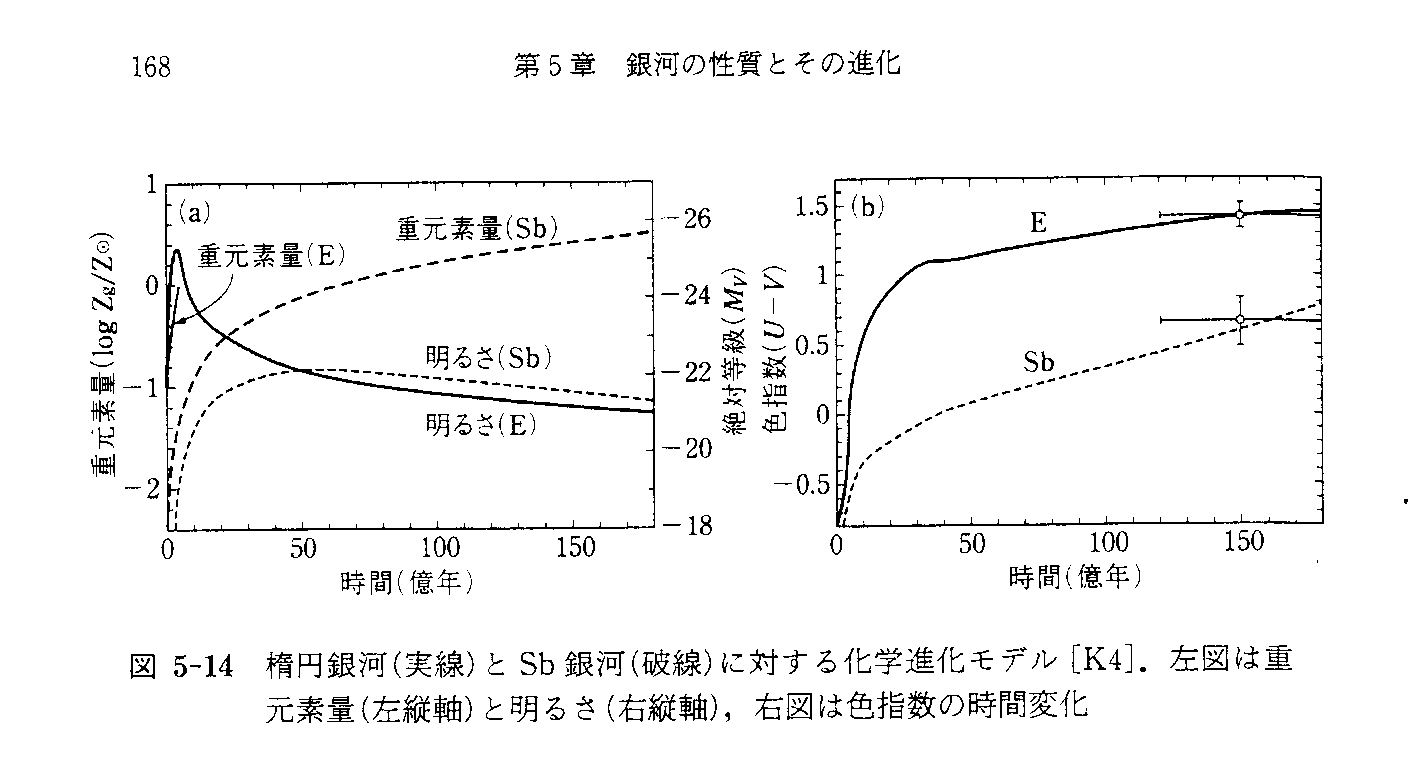 168
第5章 銀河の性質とその進化
1
0
−1
−2
重元素量(log Zg/Z⊙)
(a)
重元素量(Sb)
重元素量(E)
明るさ(Sb)
明るさ(E)
−26
−24
−22
−20
−18
絶対等級(MV)
0
50
100
150
時間(億年)
色指数(U−V)
1.5
1
0.5
0
−0.5
(b)
E
Sb
0
50
100
150
時間(億年)
図 5-14 楕円銀河(実線)と Sb 銀河(破線)に対する化学進化モデル[K4]．左図は重
元素量(左縦軸)と明るさ(右縦軸)，右図は色指数の時間変化